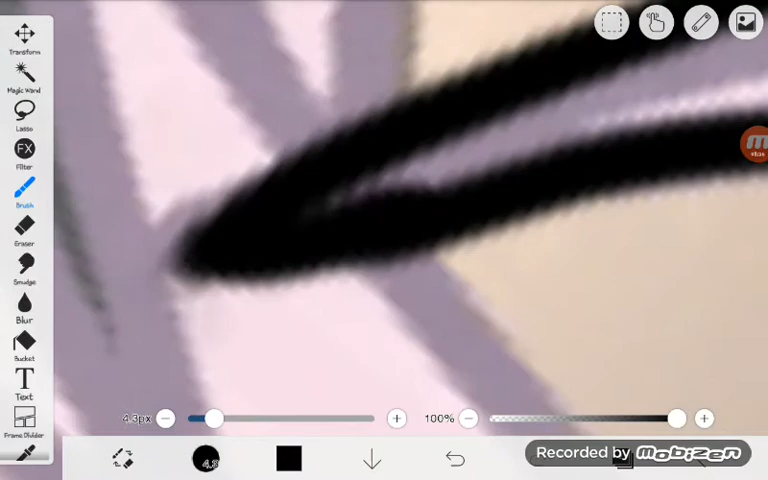 Transform
Magic Wand
Lasso
FX
Filter
Brush
Eraser
Smudge
Blur
Bucket
T
Text
Frame Divider
4.3px
100%
4.3
Recorded by mobizen